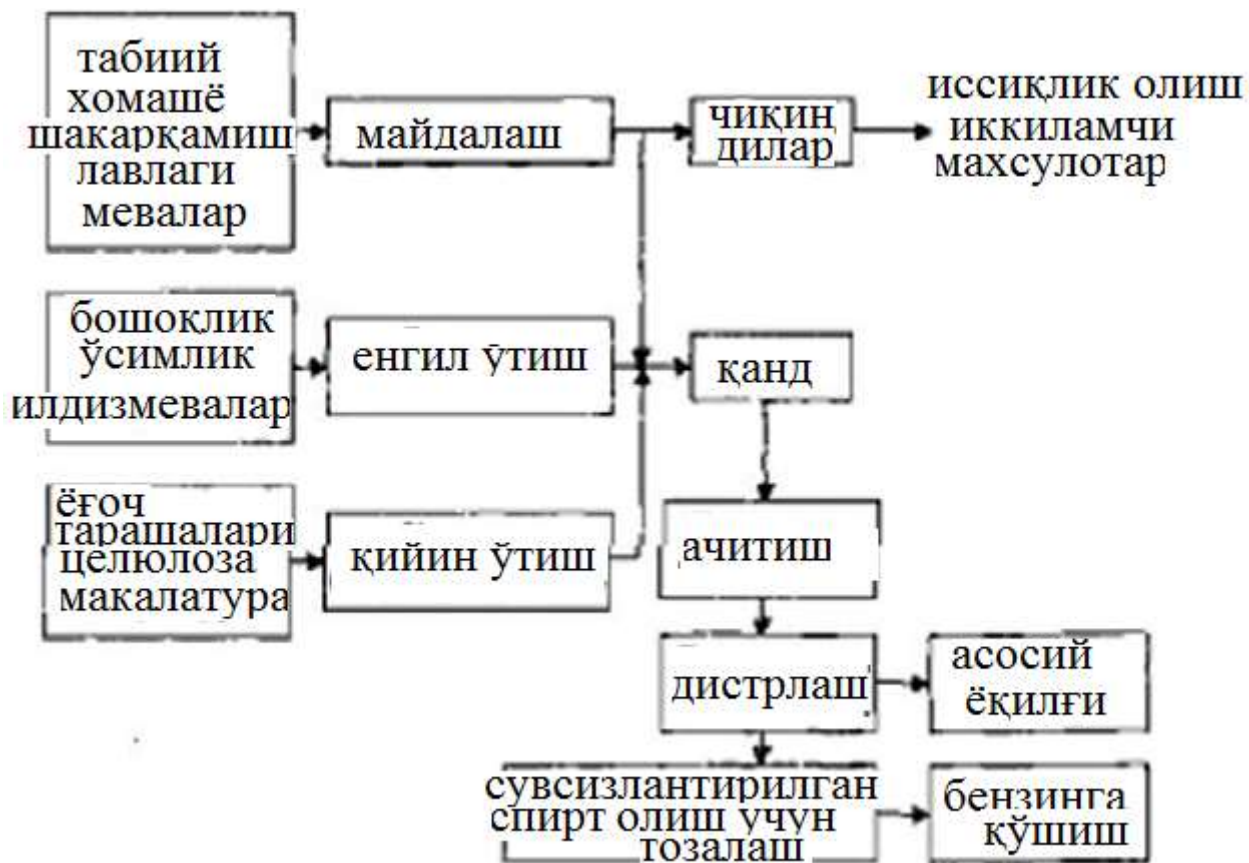 табиий
хомашё
шакарқамиш
лавлаги
мевалар
майдалаш
чиқин
дилар
иссиқлик олиш
иккиламчи
махсулотар
бошоқлик
ўсимлик
илдизмевалар
енгил ўтиш
қанд
ёғоч
тарашалари
целюлоза
макалатура
қийин ўтиш
ачитиш
дистрлаш
асосий
ёқилғи
сувсизлантирилган
спирт олиш учун
тозалаш
бензинга
қўшиш